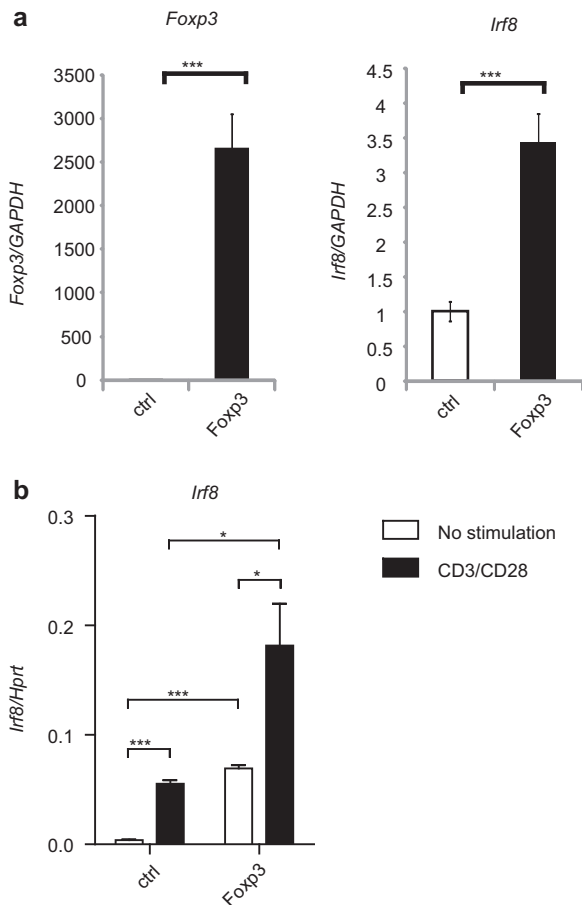 a
Foxp3
Irf8
***
***
Foxp3/GAPDH
3500
3000
2500
2000
1500
1000
500
0
ctrl
Foxp3
Irf8/GAPDH
4.5
4
3.5
3
2.5
2
1.5
1
0.5
0
ctrl
Foxp3
b
Irf8
No stimulation
CD3/CD28
Irf8/Hprt
0.3
0.2
0.1
0.0
*
*
***
***
ctrl
Foxp3